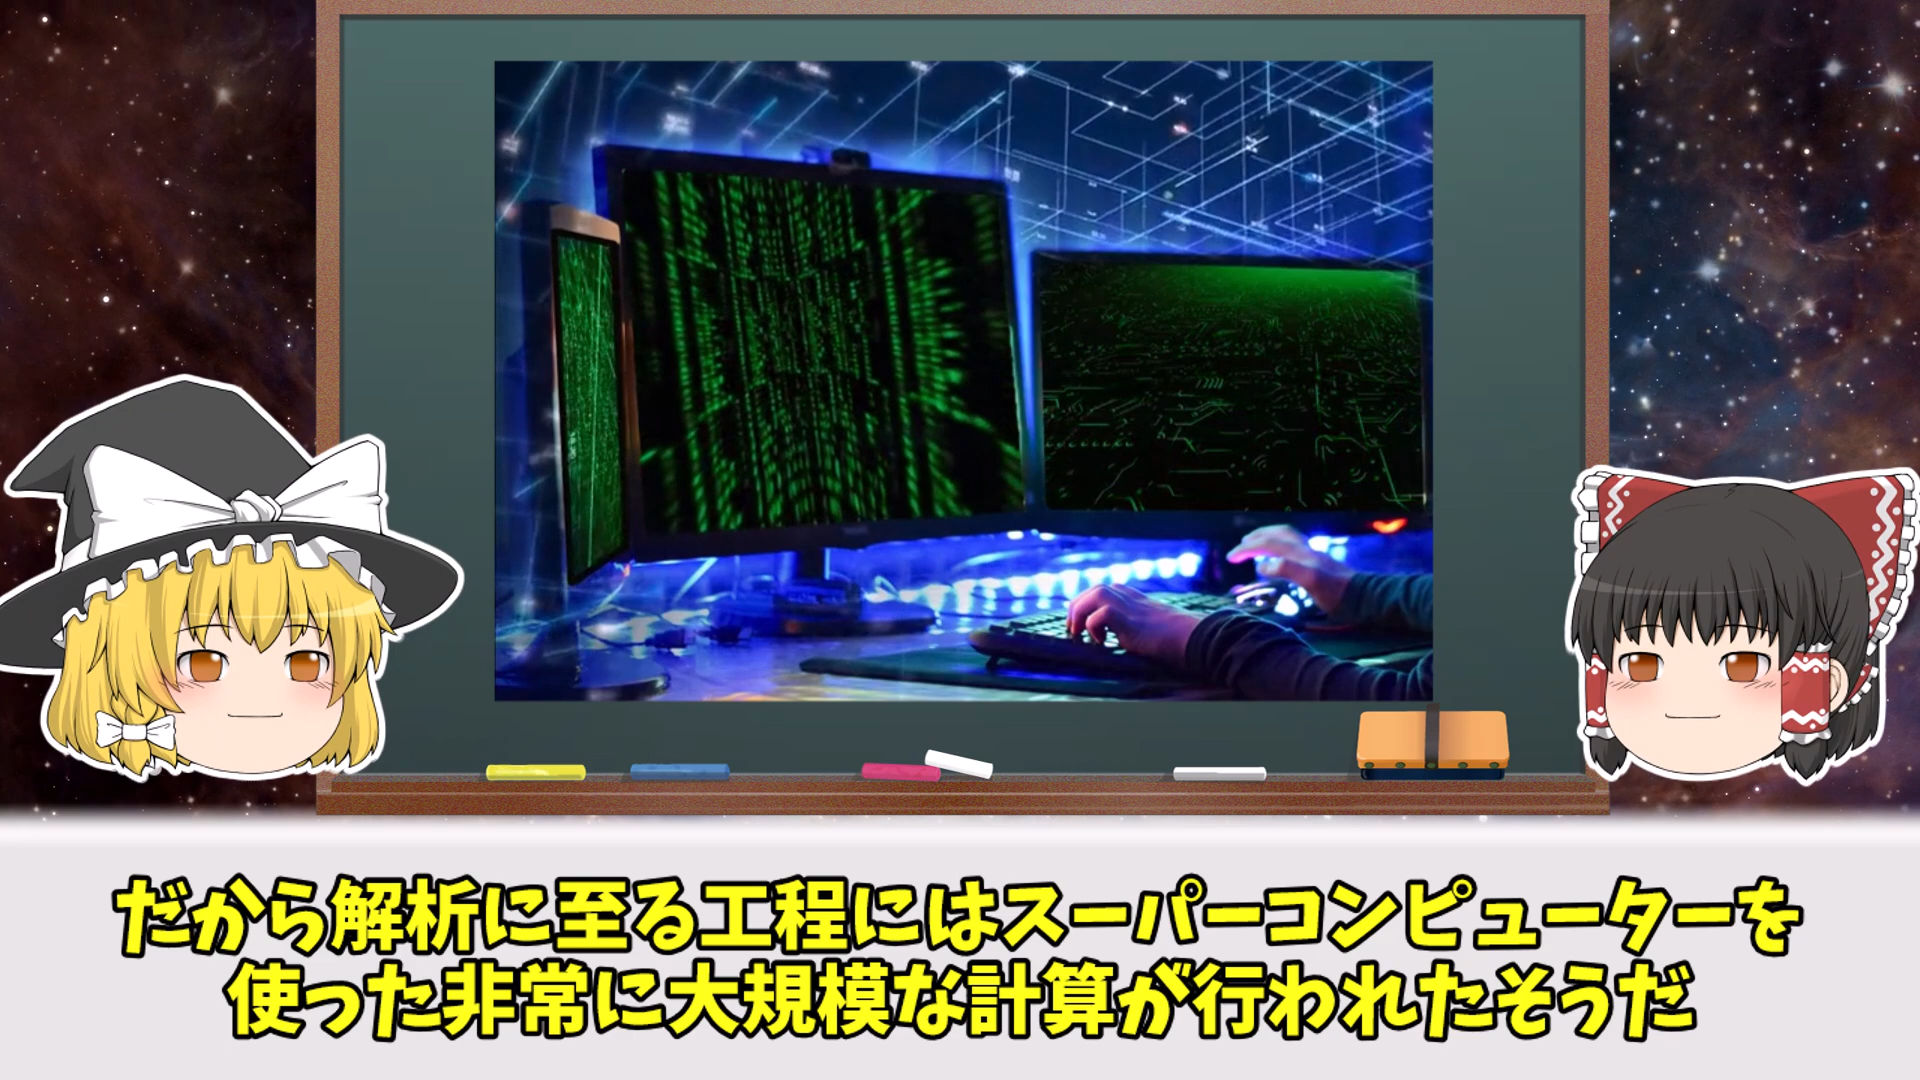 だから解析に至る工程にはスーパーコンピューターを
使った非常に大規模な計算が行われたそうだ